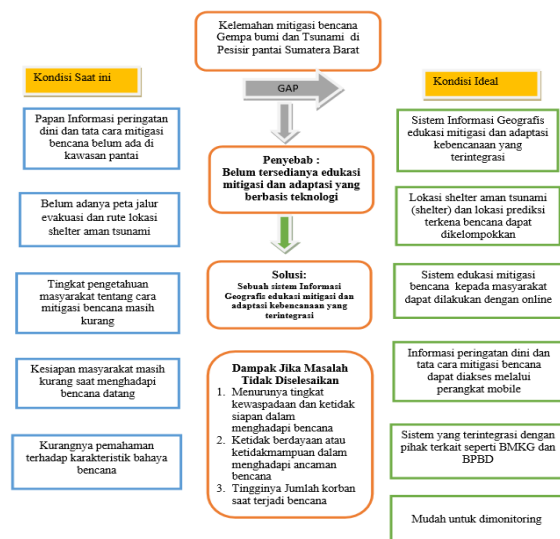 Kelemahan mitigasi bencana
Gempa bumi dan Tsunami di
Pesisir pantai Sumatera Barat
Kondisi Saat ini
GAP
Kondisi Ideal
Papan Informasi peringatan
dini dan tata cara mitigasi
bencana belum ada di
kawasan pantai
Belum adanya peta jalur
evakuasi dan rute lokasi
shelter aman tsunami
Tingkat pengetahuan
masyarakat tentang cara
mitigasi bencana masih
kurang
Kesiapan masyarakat masih
kurang saat menghadapi
bencana datang
Kurangnya pemahaman
terhadap karakteristik bahaya
bencana
Penyebab :
Belum tersedianya edukasi
mitigasi dan adaptasi yang
berbasis teknologi
Solusi:
Sebuah sistem Informasi
Geografis edukasi mitigasi dan
adaptasi kebencanaan yang
terintegrasi
Dampak Jika Masalah
Tidak Diselesaikan
1. Menurunya tingkat
kewaspadaan dan ketidak
siapan dalam
menghadapi bencana
2. Ketidak berdayaan atau
ketidakmampuan dalam
menghadapi ancaman
bencana
3. Tingginya Jumlah korban
saat terjadi bencana
Sistem Informasi Geografis
edukasi mitigasi dan adaptasi
kebencanaan yang
terintegrasi
Lokasi shelter aman tsunami
(shelter) dan lokasi prediksi
terkena bencana dapat
dikelompokkan
Sistem edukasi mitigasi
bencana kepada masyarakat
dapat dilakukan dengan online
Informasi peringatan dini dan
tata cara mitigasi bencana
dapat diakses melalui
perangkat mobile
Sistem yang terintegrasi dengan
pihak terkait seperti BMKG dan
BPBD
Mudah untuk dimonitoring